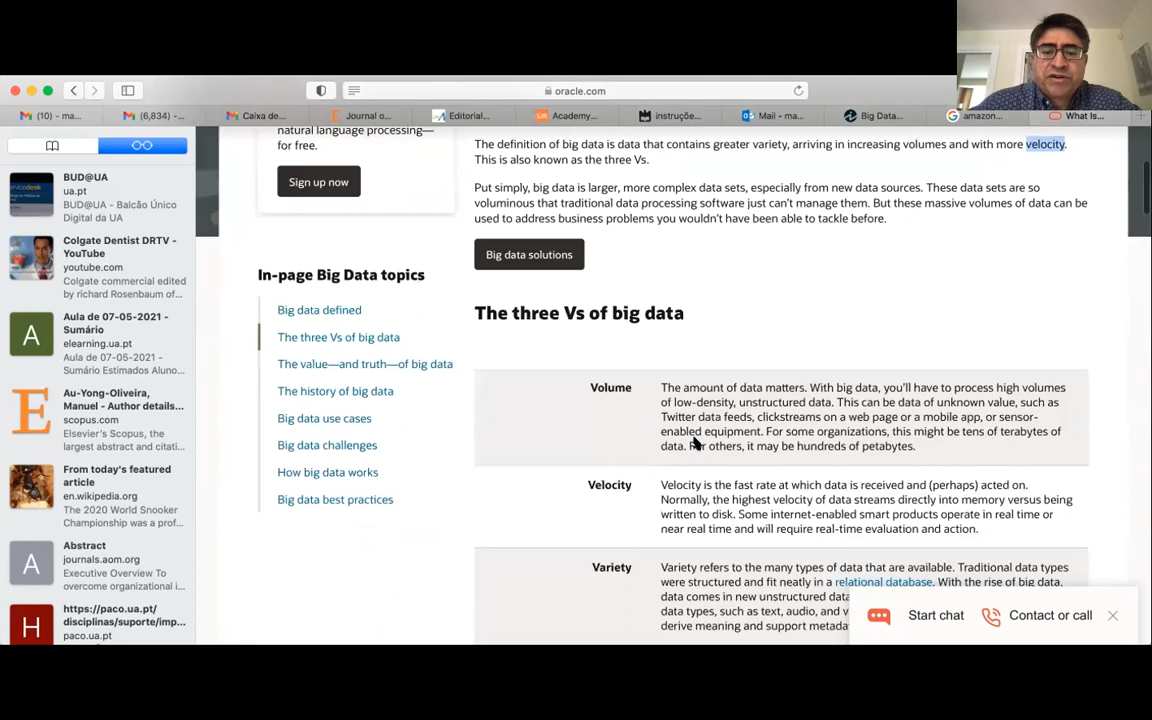 oracle.com
(10) - ma...
(6,834) -...
Caixa de...
Journal o...
Editorial...
Academy...
instruçõe...
Mail - ma...
Big Data...
amazon...
What Is...
BUD@UA
ua.pt
BUD@UA - Balcão Único
Digital da UA
Colgate Dentist DRTV -
YouTube
youtube.com
Colgate commercial edited
by richard Rosenbaum of...
Aula de 07-05-2021 -
Sumário
elearning.ua.pt
Aula de 07-05-2021 -
Sumário Estimados Aluno...
Au-Yong-Oliveira,
Manuel - Author details...
scopus.com
Elsevier's Scopus, the
largest abstract and citati...
From today's featured
article
en.wikipedia.org
The 2020 World Snooker
Championship was a prof...
Abstract
journals.aom.org
Executive Overview To
overcome organizational i...
https://paco.ua.pt/
disciplinas/suporte/imp...
paco.ua.pt
natural language processing—
for free.
Sign up now
In-page Big Data topics
Big data defined
The three Vs of big data
The value—and truth—of big data
The history of big data
Big data use cases
Big data challenges
How big data works
Big data best practices
The definition of big data is data that contains greater variety, arriving in increasing volumes and with more velocity.
This is also known as the three Vs.
Put simply, big data is larger, more complex data sets, especially from new data sources. These data sets are so
voluminous that traditional data processing software just can't manage them. But these massive volumes of data can be
used to address business problems you wouldn't have been able to tackle before.
Big data solutions
The three Vs of big data
Volume
The amount of data matters. With big data, you'll have to process high volumes
of low-density, unstructured data. This can be data of unknown value, such as
Twitter data feeds, clickstreams on a web page or a mobile app, or sensor-
enabled equipment. For some organizations, this might be tens of terabytes of
data. For others, it may be hundreds of petabytes.
Velocity
Velocity is the fast rate at which data is received and (perhaps) acted on.
Normally, the highest velocity of data streams directly into memory versus being
written to disk. Some internet-enabled smart products operate in real time or
near real time and will require real-time evaluation and action.
Variety
Variety refers to the many types of data that are available. Traditional data types
were structured and fit neatly in a relational database. With the rise of big data,
data comes in new unstructured data
data types, such as text, audio, and v
derive meaning and support metada
Start chat
Contact or call
A
E
A
H